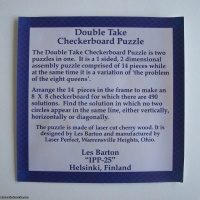 Double Take
Checkerboard Puzzle
The Double Take Checkerboard Puzzle is two
puzzles in one. It is a 1 sided, 2 dimensional
assembly puzzle comprised of 14 pieces while
at the same time it is a variation of 'the problem
of the eight queens'.
Arrange the 14 pieces in the frame to make an
8 X 8 checkerboard for which there are 490
solutions. Find the solution in which no two
circles appear in the same line, either vertically,
horizontally or diagonally.
The puzzle is made of laser cut cherry wood. It is
designed by Les Barton and manufactured by
Laser Perfect, Warrensville Heights, Ohio.
Les Barton
"IPP-25"
Helsinki, Finland